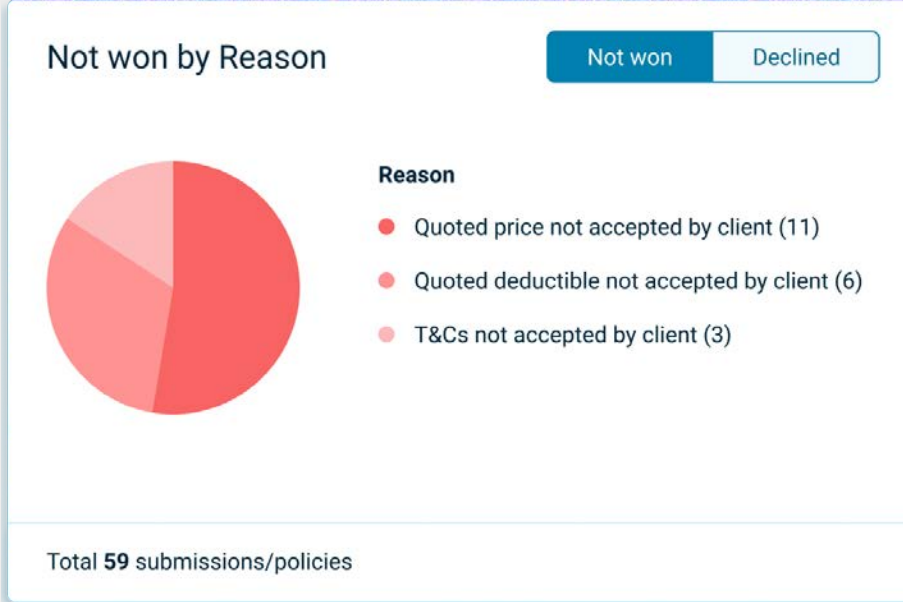 Not won by Reason
Not won
Declined
Reason
Quoted price not accepted by client (11)
Quoted deductible not accepted by client (6)
T&Cs not accepted by client (3)
Total 59 submissions/policies